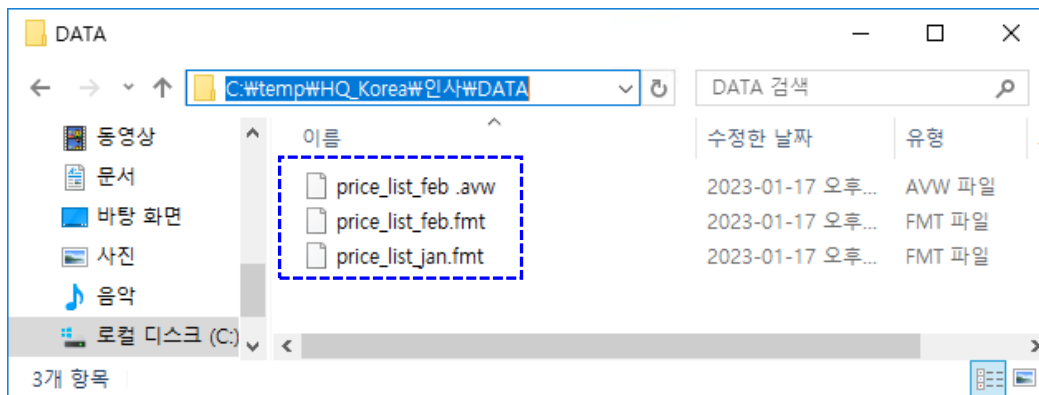 DATA
C:₩temp₩HQ_Korea₩인사₩DATA
DATA 검색
동영상
문서
바탕 화면
사진
음악
로컬 디스크 (C:)
이름 수정한 날짜 유형
price_list_feb .avw 2023-01-17 오후... AVW 파일
price_list_feb.fmt 2023-01-17 오후... FMT 파일
price_list_jan.fmt 2023-01-17 오후... FMT 파일
3개 항목